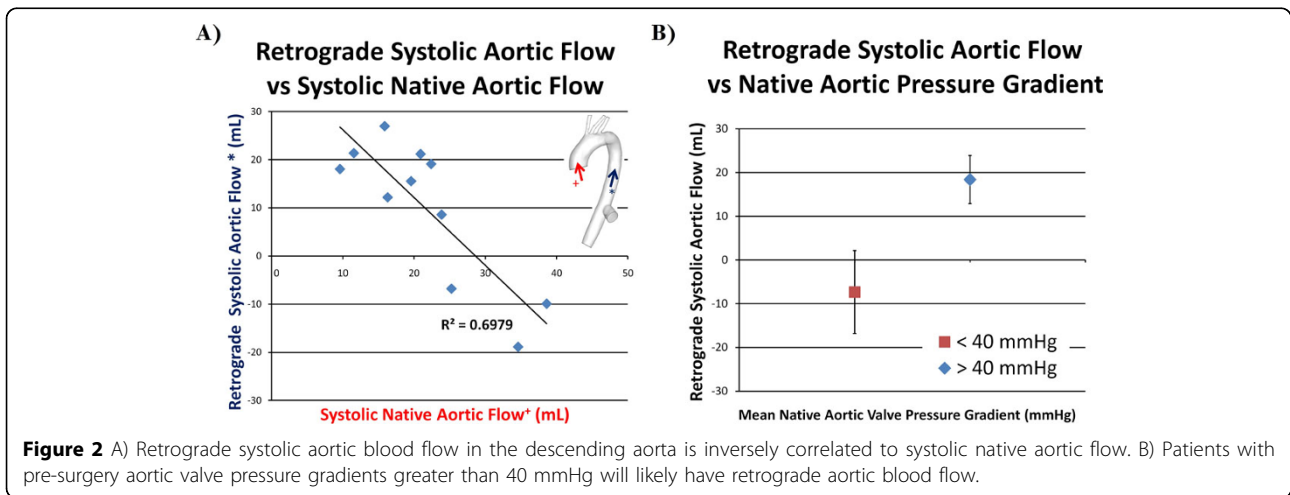 A)
Retrograde Systolic Aortic Flow
vs Systolic Native Aortic Flow
Retrograde Systolic Aortic Flow * (mL)
30
20
10
0
-10
-20
-30
0 10 20 30 40 50
+
*
R² = 0.6979
Systolic Native Aortic Flow⁺ (mL)
B)
Retrograde Systolic Aortic Flow
vs Native Aortic Pressure Gradient
Retrograde Systolic Aortic Flow (mL)
30
20
10
0
-10
-20
-30
< 40 mmHg
> 40 mmHg
Mean Native Aortic Valve Pressure Gradient (mmHg)
Figure 2 A) Retrograde systolic aortic blood flow in the descending aorta is inversely correlated to systolic native aortic flow. B) Patients with
pre-surgery aortic valve pressure gradients greater than 40 mmHg will likely have retrograde aortic blood flow.